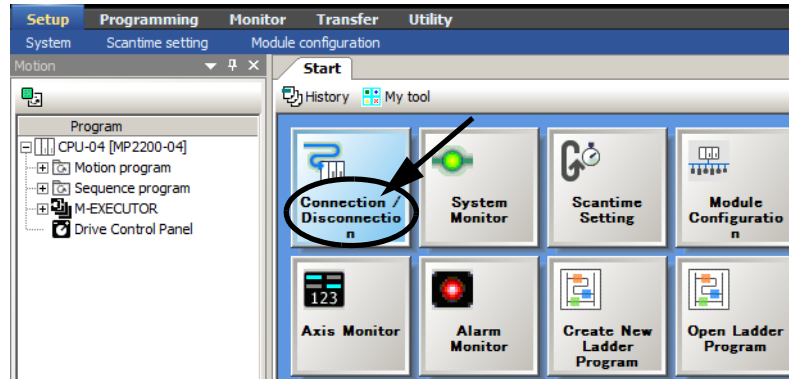 Setup Programming Monitor Transfer Utility
System Scantime setting Module configuration
Motion
Start
History My tool
Program
CPU-04 [MP2200-04]
Motion program
Sequence program
M-EXECUTOR
Drive Control Panel
Connection /
Disconnectio
n
System
Monitor
Scantime
Setting
Module
Configuratio
n
123
Axis Monitor
Alarm
Monitor
Create New
Ladder
Program
Open Ladder
Program